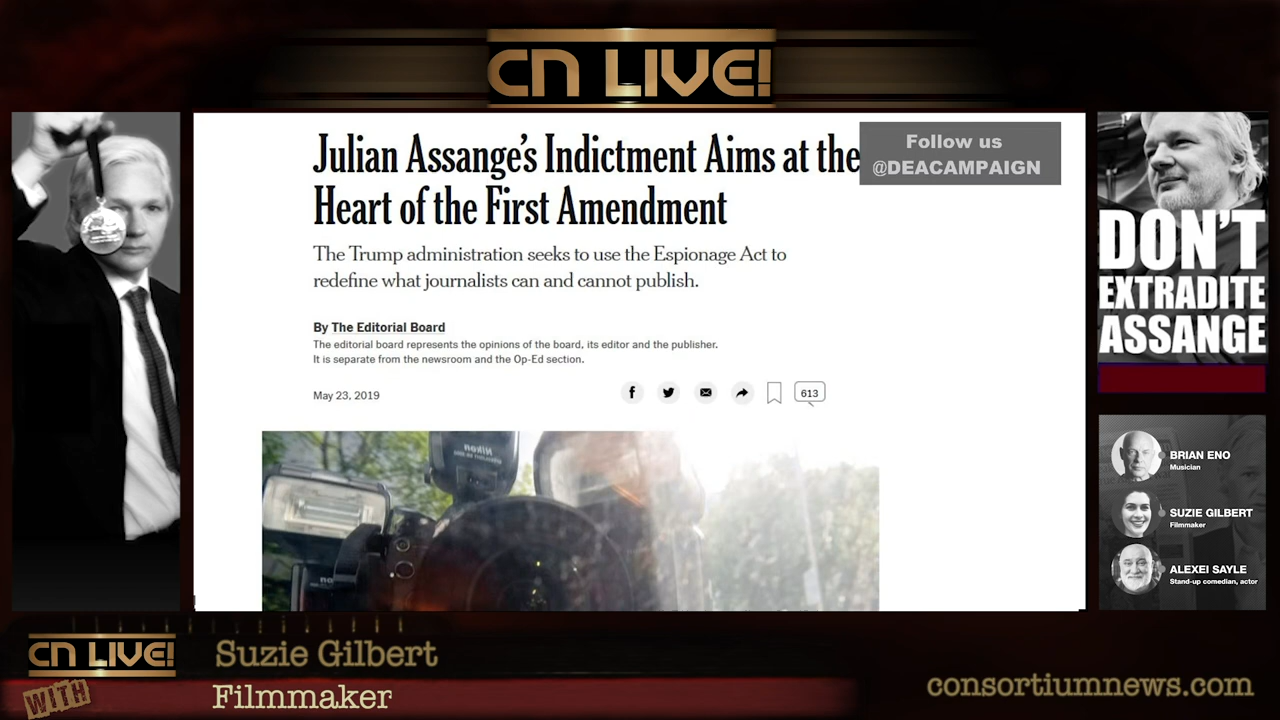 CN LIVE!
Julian Assange's Indictment Aims at the
Heart of the First Amendment
Follow us
@DEACAMPAIGN
The Trump administration seeks to use the Espionage Act to
redefine what journalists can and cannot publish.
By The Editorial Board
The editorial board represents the opinions of the board, its editor and the publisher.
It is separate from the newsroom and the Op-Ed section.
May 23, 2019
613
Nikon
DON'T
EXTRADITE
ASSANGE
BRIAN ENO
Musician
SUZIE GILBERT
Filmmaker
ALEXEI SAYLE
Stand-up comedian, actor
CN LIVE!
WITH
Suzie Gilbert
Filmmaker
consortiumnews.com